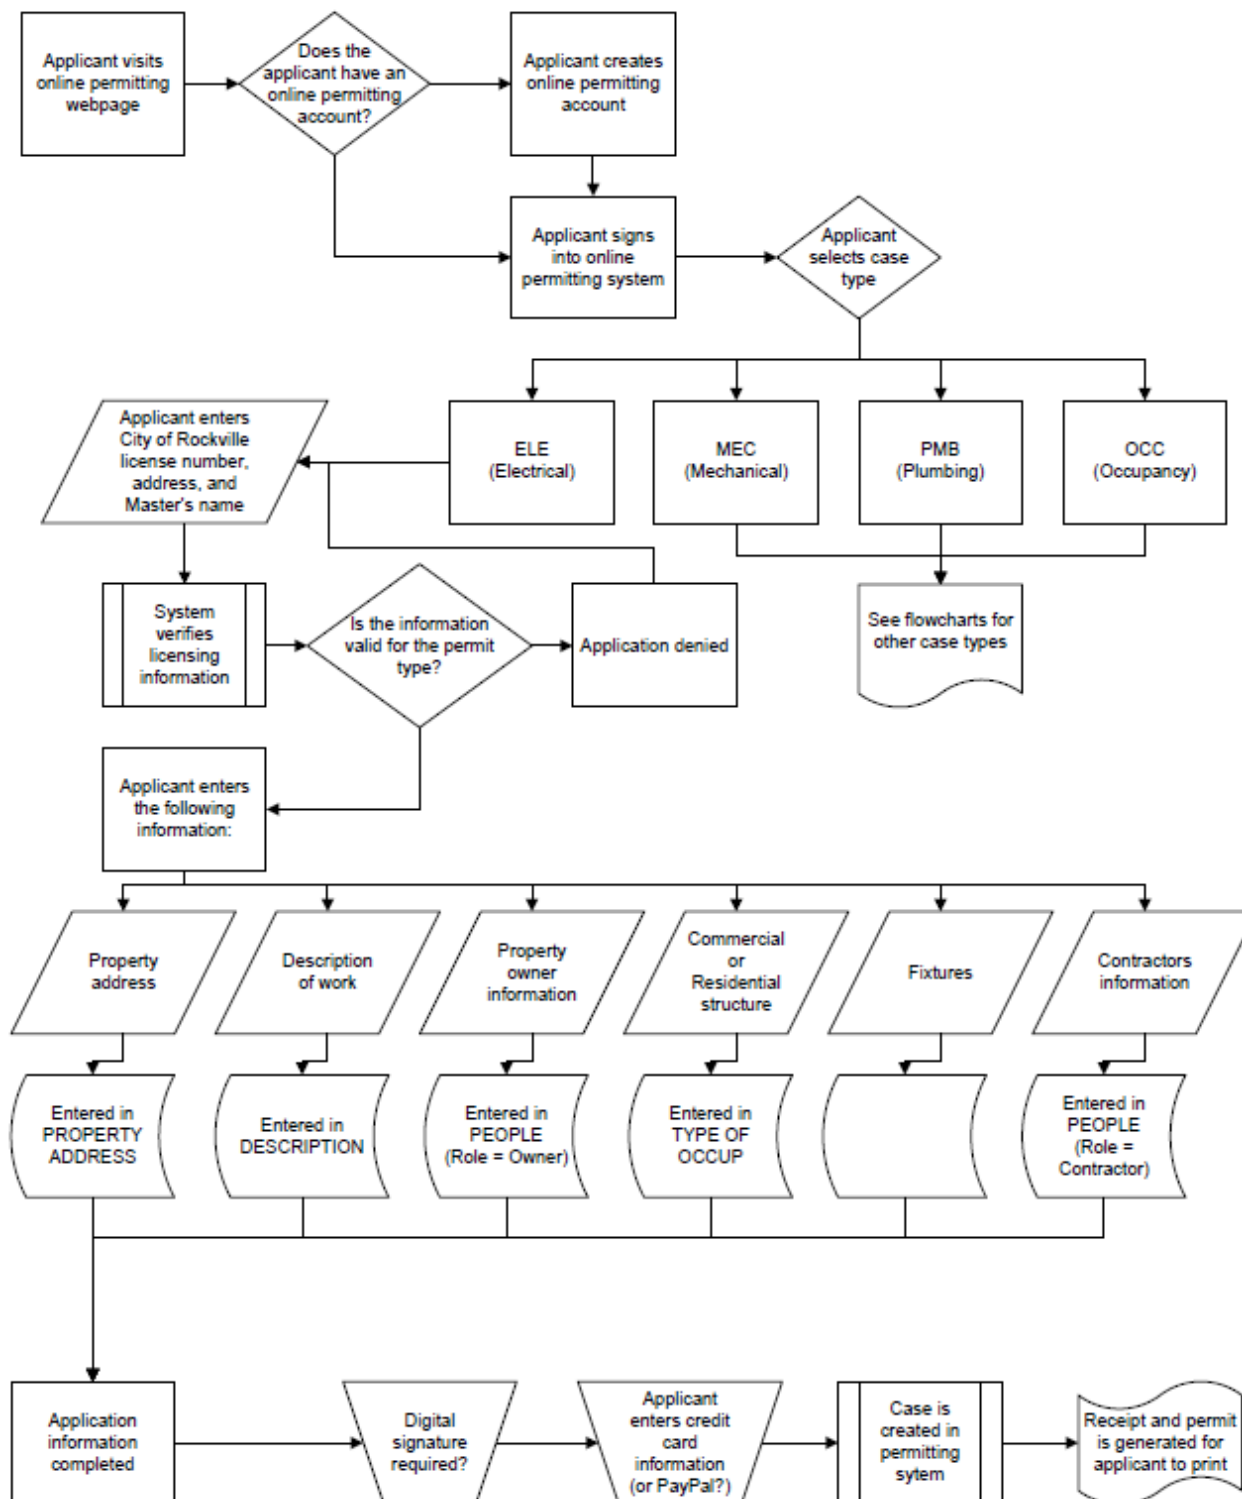 Applicant visits
online permitting
webpage
Does the
applicant have an
online permitting
account?
Applicant creates
online permitting
account
Applicant signs
into online
permitting system
Applicant
selects case
type
Applicant enters
City of Rockville
license number,
address, and
Master's name
ELE
(Electrical)
MEC
(Mechanical)
PMB
(Plumbing)
OCC
(Occupancy)
System
verifies
licensing
information
Is the information
valid for the permit
type?
Application denied
See flowcharts for
other case types
Applicant enters
the following
information:
Property
address
Description
of work
Property
owner
information
Commercial
or
Residential
structure
Fixtures
Contractors
information
Entered in
PROPERTY
ADDRESS
Entered in
DESCRIPTION
Entered in
PEOPLE
(Role = Owner)
Entered in
TYPE OF
OCCUP
Entered in
PEOPLE
(Role =
Contractor)
Application
information
completed
Digital
signature
required?
Applicant
enters credit
card
information
(or PayPal?)
Case is
created in
permitting
sytem
Receipt and permit
is generated for
applicant to print